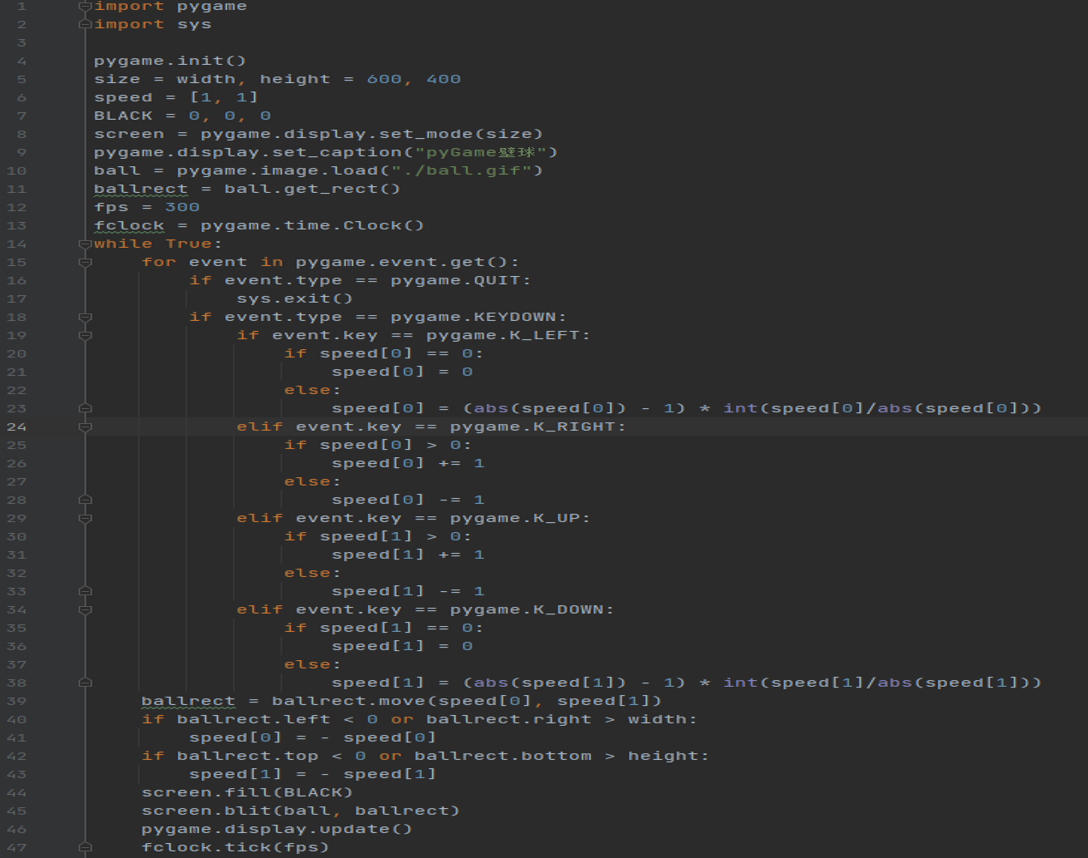 1 import pygame
2 import sys
3
4 pygame.init()
5 size = width, height = 600, 400
6 speed = [1, 1]
7 BLACK = 0, 0, 0
8 screen = pygame.display.set_mode(size)
9 pygame.display.set_caption("pyGame壁球")
10 ball = pygame.image.load("./ball.gif")
11 ballrect = ball.get_rect()
12 fps = 300
13 fclock = pygame.time.Clock()
14 while True:
15     for event in pygame.event.get():
16         if event.type == pygame.QUIT:
17             sys.exit()
18         if event.type == pygame.KEYDOWN:
19             if event.key == pygame.K_LEFT:
20                 if speed[0] == 0:
21                     speed[0] = 0
22                 else:
23                     speed[0] = (abs(speed[0]) - 1) * int(speed[0]/abs(speed[0]))
24             elif event.key == pygame.K_RIGHT:
25                 if speed[0] > 0:
26                     speed[0] += 1
27                 else:
28                     speed[0] -= 1
29             elif event.key == pygame.K_UP:
30                 if speed[1] > 0:
31                     speed[1] += 1
32                 else:
33                     speed[1] -= 1
34             elif event.key == pygame.K_DOWN:
35                 if speed[1] == 0:
36                     speed[1] = 0
37                 else:
38                     speed[1] = (abs(speed[1]) - 1) * int(speed[1]/abs(speed[1]))
39     ballrect = ballrect.move(speed[0], speed[1])
40     if ballrect.left < 0 or ballrect.right > width:
41         speed[0] = - speed[0]
42     if ballrect.top < 0 or ballrect.bottom > height:
43         speed[1] = - speed[1]
44     screen.fill(BLACK)
45     screen.blit(ball, ballrect)
46     pygame.display.update()
47     fclock.tick(fps)